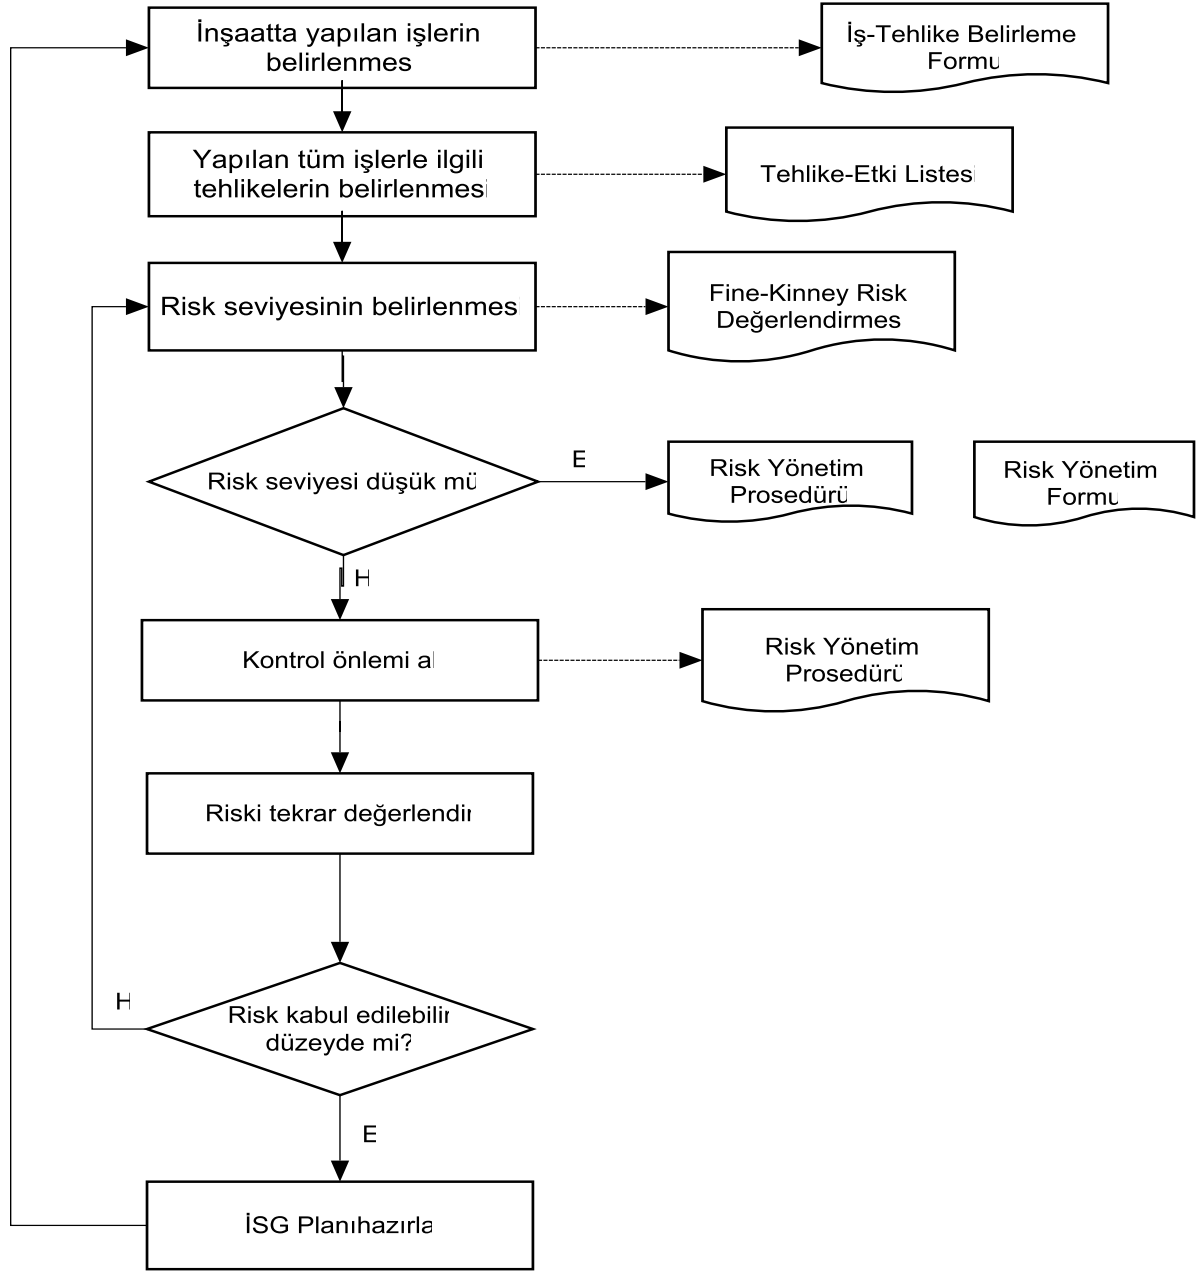 İnşaatta yapılan işlerin
belirlenmes
İş-Tehlike Belirleme
Formu
Yapılan tüm işlerle ilgili
tehlikelerin belirlenmesi
Tehlike-Etki Listesi
Risk seviyesinin belirlenmes
Fine-Kinney Risk
Değerlendirmes
Risk seviyesi düşük mü
E
Risk Yönetim
Prosedürü
Risk Yönetim
Formu
H
Kontrol önlemi al
Risk Yönetim
Prosedürü
Riski tekrar değerlendir
H
Risk kabul edilebilir
düzeyde mi?
E
İSG Planıhazırla